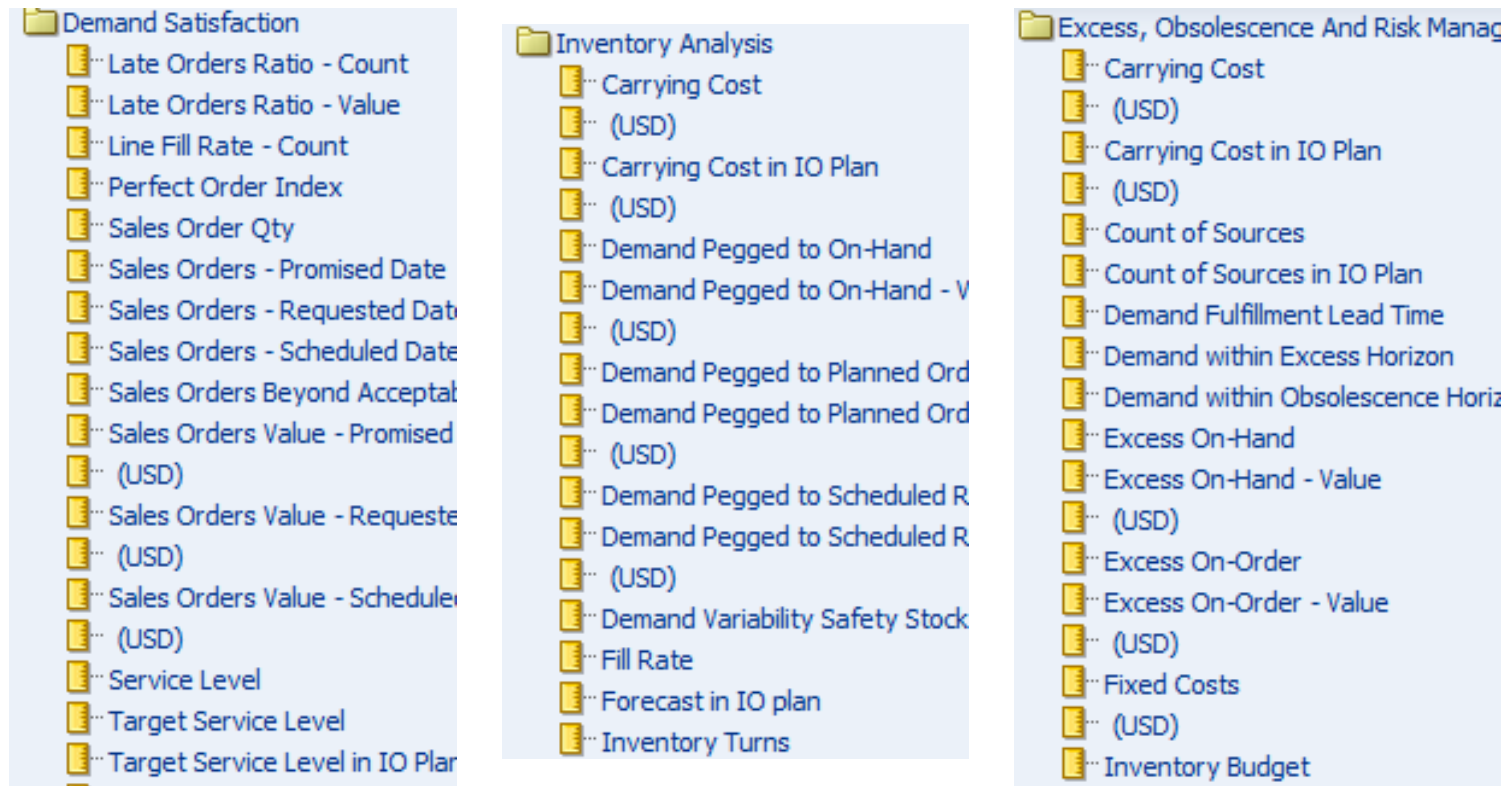 Demand Satisfaction
Late Orders Ratio - Count
Late Orders Ratio - Value
Line Fill Rate - Count
Perfect Order Index
Sales Order Qty
Sales Orders - Promised Date
Sales Orders - Requested Date
Sales Orders - Scheduled Date
Sales Orders Beyond
Sales Orders Value - Promised
(USD)
Sales Orders Value -
(USD)
Sales Orders Value -
(USD)
Service Level
Target Service Level
Target Service Level in IO Plan
Inventory Analysis
Carrying Cost
(USD)
Carrying Cost in IO Plan
(USD)
Demand Pegged to On-Hand
Demand Pegged to On-Hand -
(USD)
Demand Pegged to Planned
Demand Pegged to Planned
(USD)
Demand Pegged to Scheduled
Demand Pegged to Scheduled
(USD)
Demand Variability Safety Stock
Fill Rate
Forecast in IO plan
Inventory Turns
Excess, Obsolescence And Risk
Carrying Cost
(USD)
Carrying Cost in IO Plan
(USD)
Count of Sources
Count of Sources in IO Plan
Demand Fulfillment Lead Time
Demand within Excess Horizon
Demand within Obsolescence
Excess On-Hand
Excess On-Hand - Value
(USD)
Excess On-Order
Excess On-Order - Value
(USD)
Fixed Costs
(USD)
Inventory Budget